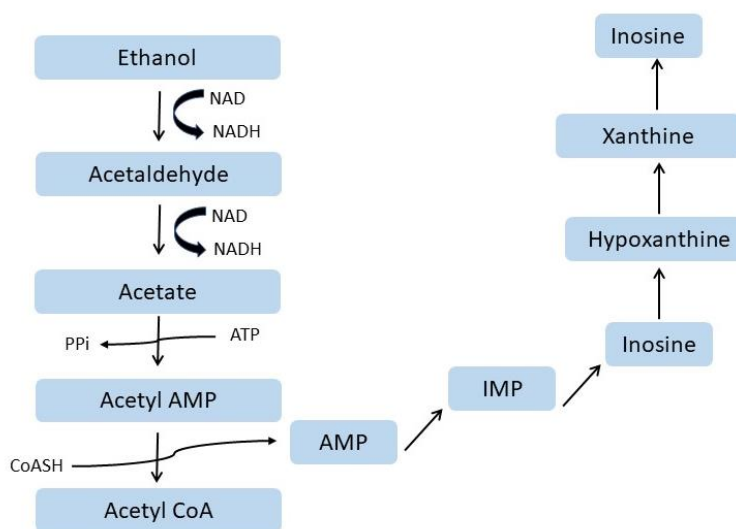 Ethanol
NAD
NADH
Acetaldehyde
NAD
NADH
Acetate
PPi
ATP
Acetyl AMP
CoASH
Acetyl CoA
AMP
IMP
Inosine
Hypoxanthine
Xanthine
Inosine